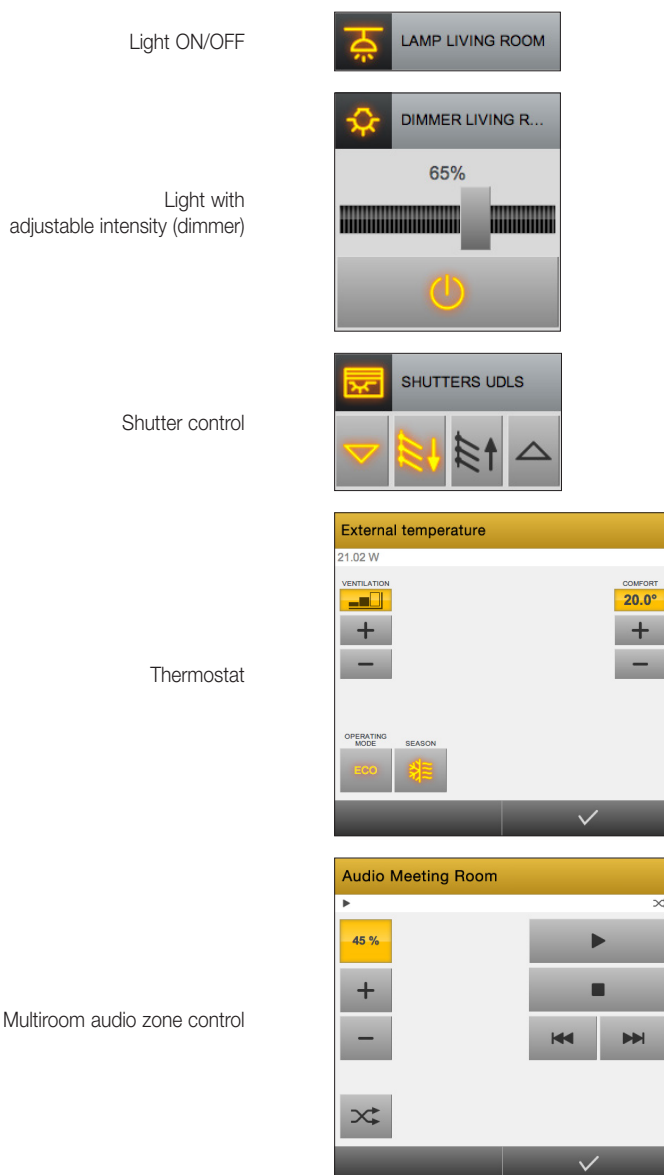 Light ON/OFF
LAMP LIVING ROOM
DIMMER LIVING R...
65%
Light with
adjustable intensity (dimmer)
SHUTTERS UDLS
Shutter control
External temperature
21.02 W
VENTILATION
COMFORT
20.0°
Thermostat
OPERATING
MODE
SEASON
ECO
Audio Meeting Room
45 %
Multiroom audio zone control